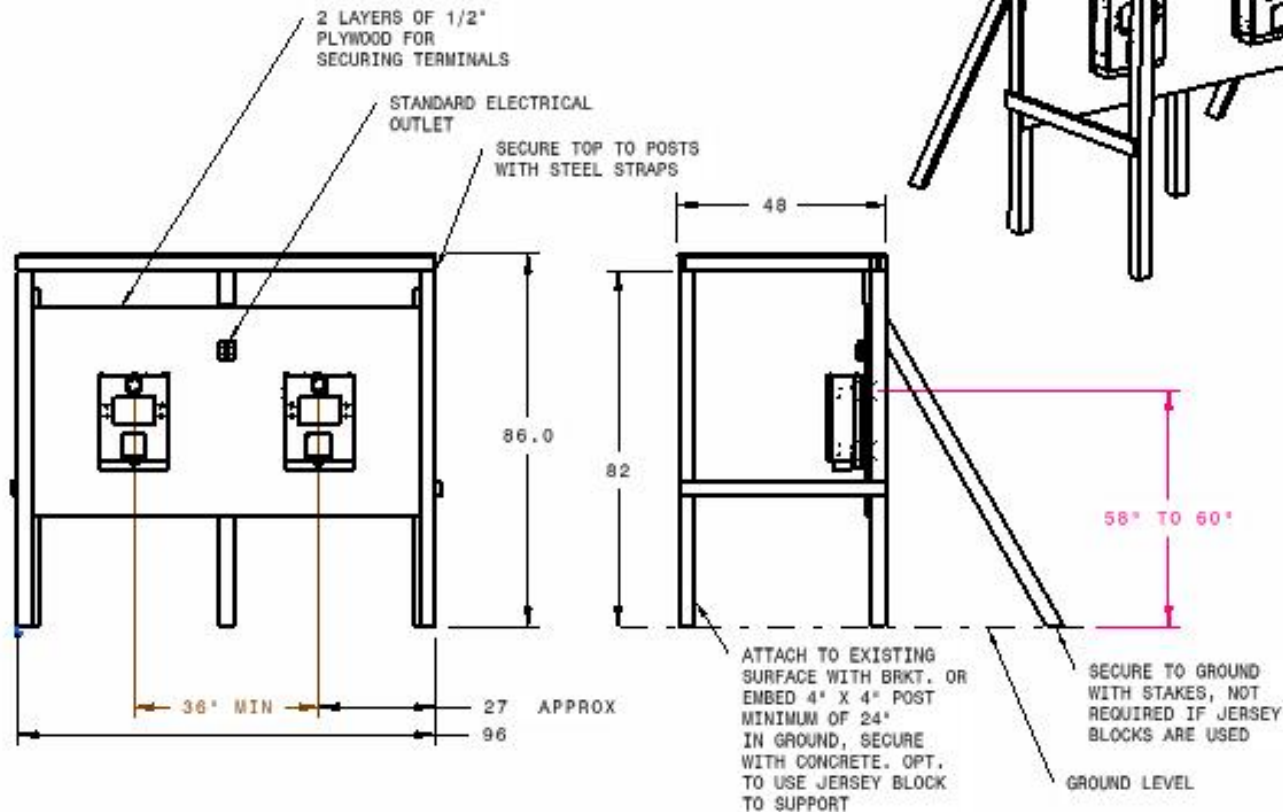 2 LAYERS OF 1/2"
PLYWOOD FOR
SECURING TERMINALS
STANDARD ELECTRICAL
OUTLET
SECURE TOP TO POSTS
WITH STEEL STRAPS
48
86.0
82
58" TO 60"
36" MIN
27 APPROX
96
ATTACH TO EXISTING
SURFACE WITH BRKT. OR
EMBED 4" X 4" POST
MINIMUM OF 24"
IN GROUND, SECURE
WITH CONCRETE. OPT.
TO USE JERSEY BLOCK
TO SUPPORT
SECURE TO GROUND
WITH STAKES, NOT
REQUIRED IF JERSEY
BLOCKS ARE USED
GROUND LEVEL